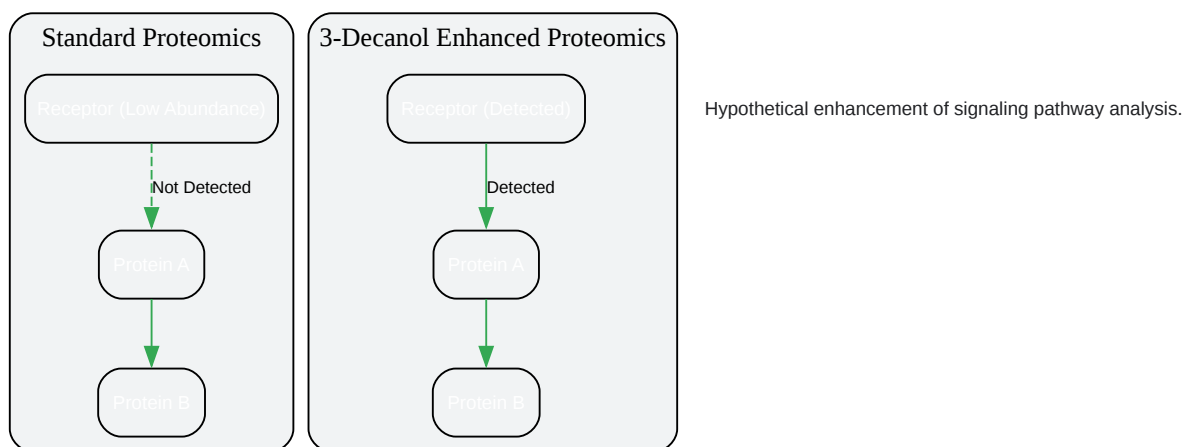 Standard Proteomics
Receptor (Low Abundance)
Not Detected
Protein A
Protein B
3-Decanol Enhanced Proteomics
Receptor (Detected)
Detected
Protein A
Protein B
Hypothetical enhancement of signaling pathway analysis.